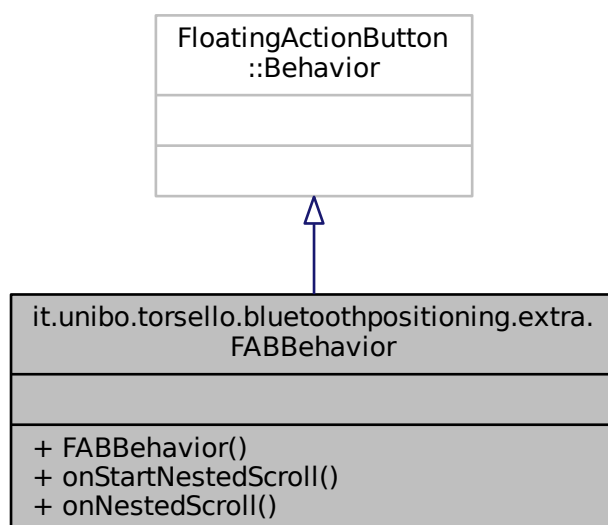 FloatingActionButton
::Behavior
it.unibo.torsello.bluetoothpositioning.extra.
FABBehavior
+ FABBehavior()
+ onStartNestedScroll()
+ onNestedScroll()